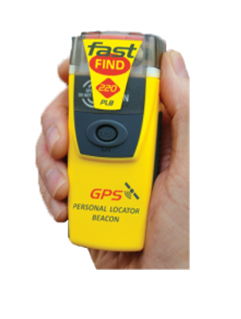 fast
FIND
220
PLB
GPS
PERSONAL LOCATOR
BEACON